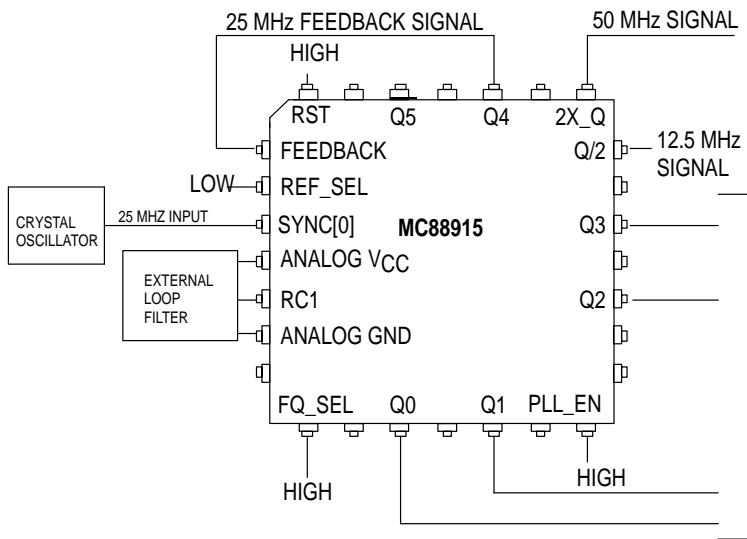 25 MHz FEEDBACK SIGNAL
50 MHz SIGNAL
HIGH
RST
Q5
Q4
2X_Q
FEEDBACK
Q/2
12.5 MHz
SIGNAL
LOW
REF_SEL
CRYSTAL
OSCILLATOR
25 MHZ INPUT
SYNC[0]
MC88915
Q3
ANALOG VCC
EXTERNAL
LOOP
FILTER
RC1
Q2
ANALOG GND
FQ_SEL
Q0
Q1
PLL_EN
HIGH
HIGH